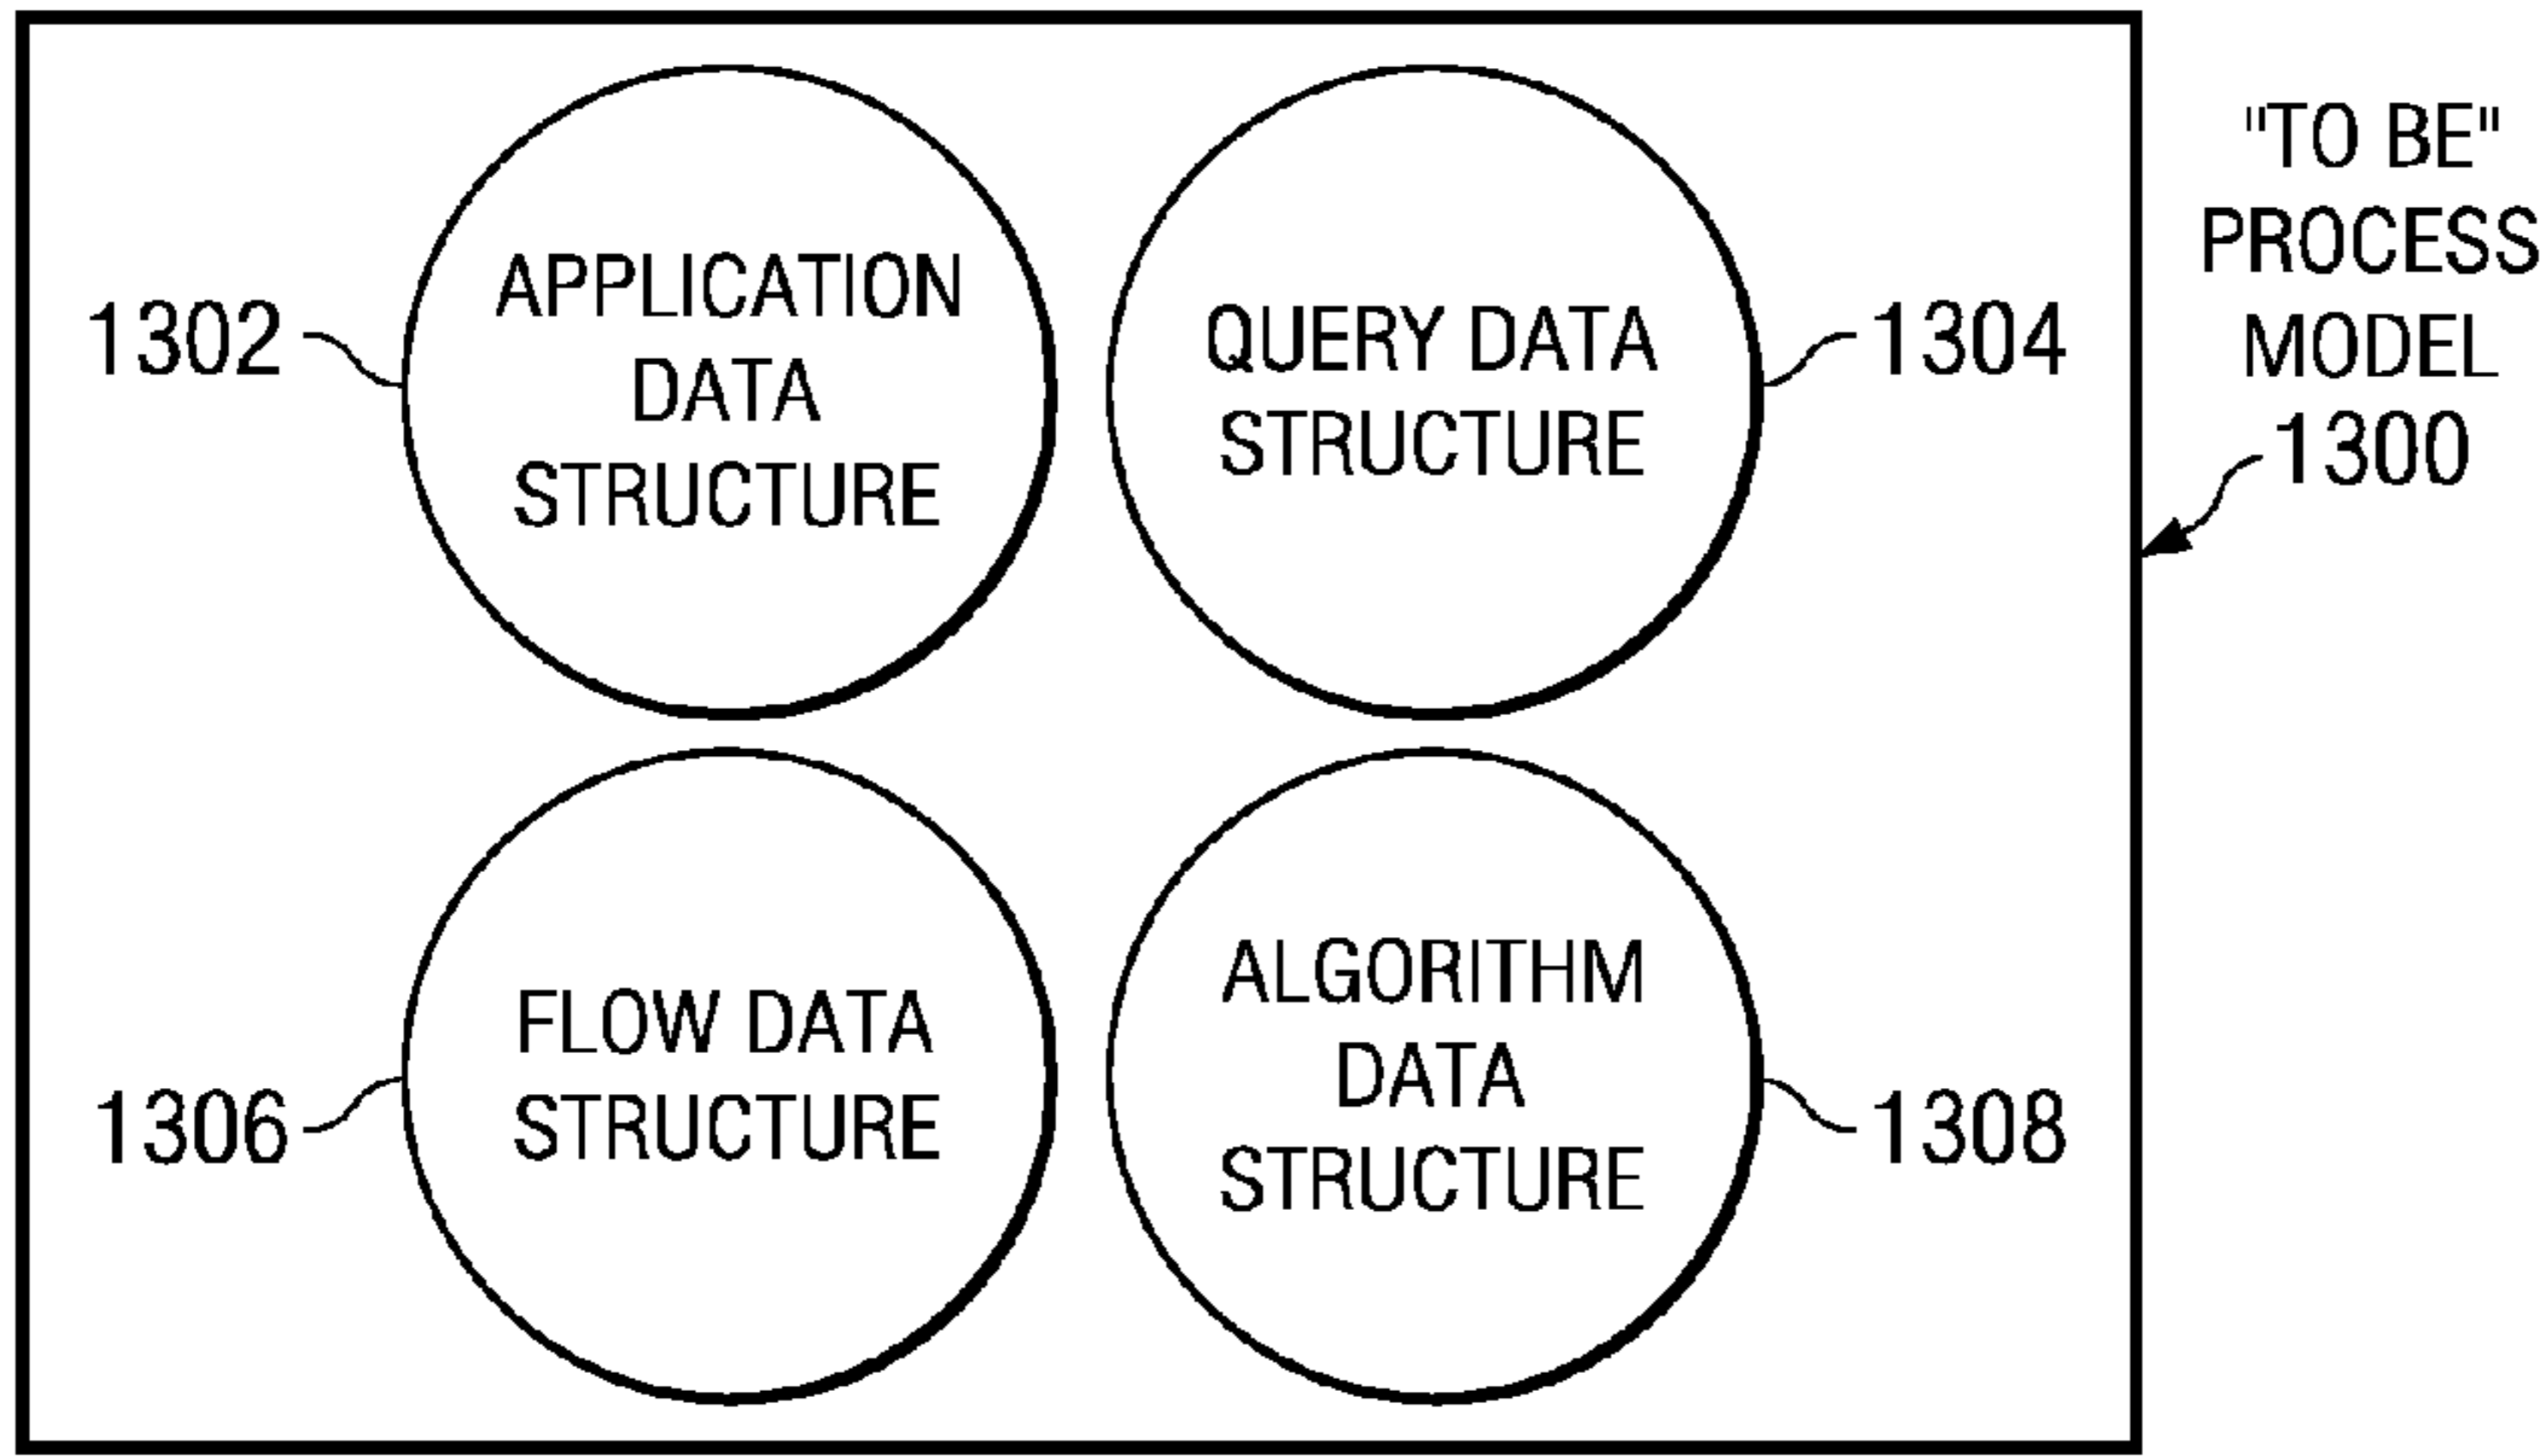 APPLICATION
DATA
STRUCTURE
1302
QUERY DATA
STRUCTURE
1304
"TO BE"
PROCESS
MODEL
1300
FLOW DATA
STRUCTURE
1306
ALGORITHM
DATA
STRUCTURE
1308